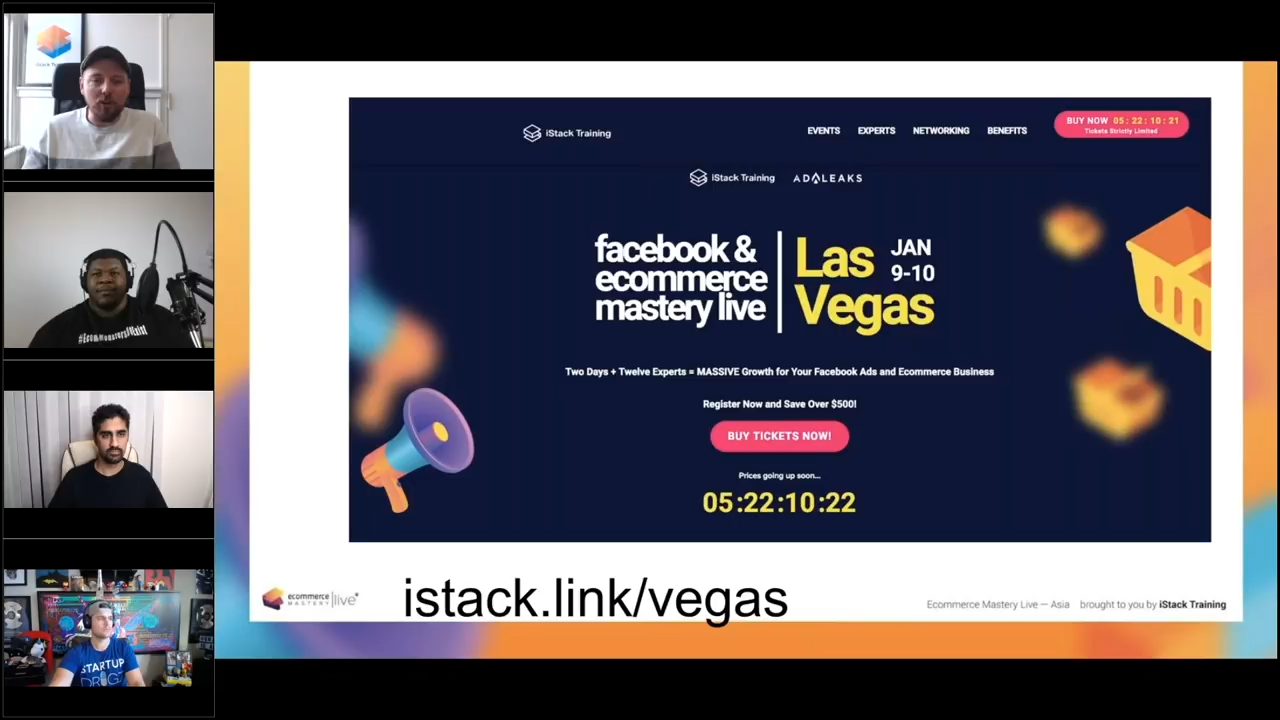 iStack Training
EVENTS
EXPERTS
NETWORKING
BENEFITS
BUY NOW 05 : 22 : 10 : 21
Tickets Strictly Limited
iStack Training
ADLEAKS
facebook &
ecommerce
mastery live
Las
Vegas
JAN
9-10
Two Days + Twelve Experts = MASSIVE Growth for Your Facebook Ads and Ecommerce Business
Register Now and Save Over $500!
BUY TICKETS NOW!
Prices going up soon...
05:22:10:22
ecommerce
MASTERY
live
istack.link/vegas
Ecommerce Mastery Live — Asia brought to you by iStack Training
#EcomMonstersDNExist
STARTUP